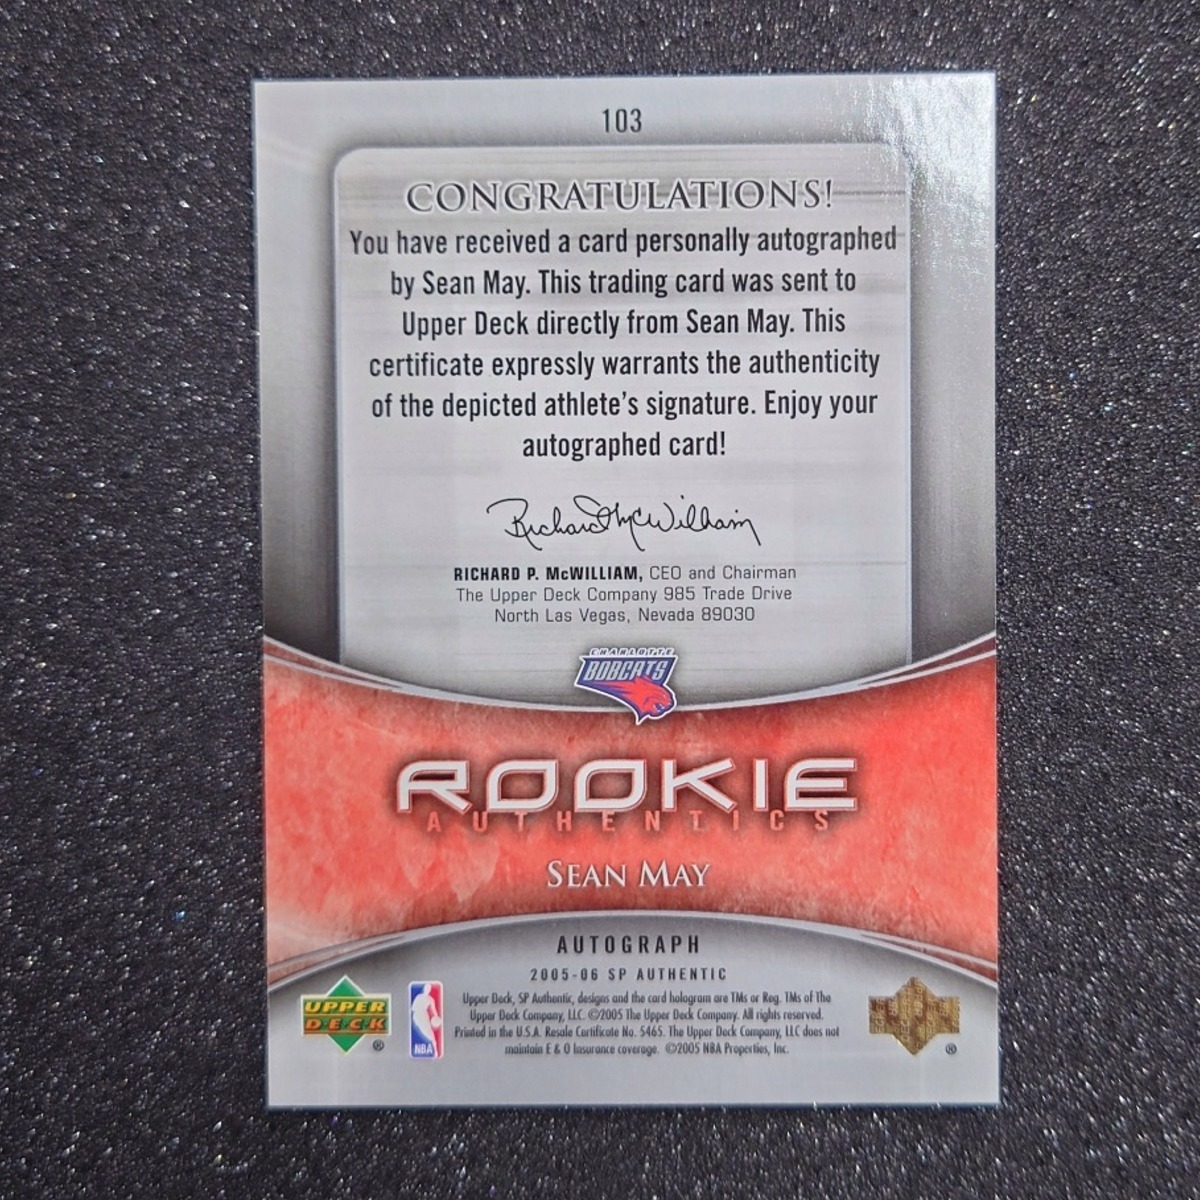 103
CONGRATULATIONS!
You have received a card personally autographed
by Sean May. This trading card was sent to
Upper Deck directly from Sean May. This
certificate expressly warrants the authenticity
of the depicted athlete's signature. Enjoy your
autographed card!
Richard McWilliam
RICHARD P. McWILLIAM, CEO and Chairman
The Upper Deck Company 985 Trade Drive
North Las Vegas, Nevada 89030
CHARLOTTE
BOBCATS
ROOKIE
AUTHENTICS
SEAN MAY
AUTOGRAPH
2005-06 SP AUTHENTIC
UPPER
DECK
®
NBA
Upper Deck, SP Authentic, designs and the card hologram are TMs or Reg. TMs of The
Upper Deck Company, LLC. ©2005 The Upper Deck Company. All rights reserved.
Printed in the U.S.A. Resale Certificate No. 5465. The Upper Deck Company, LLC does not
maintain E & O Insurance coverage. ©2005 NBA Properties, Inc.
®